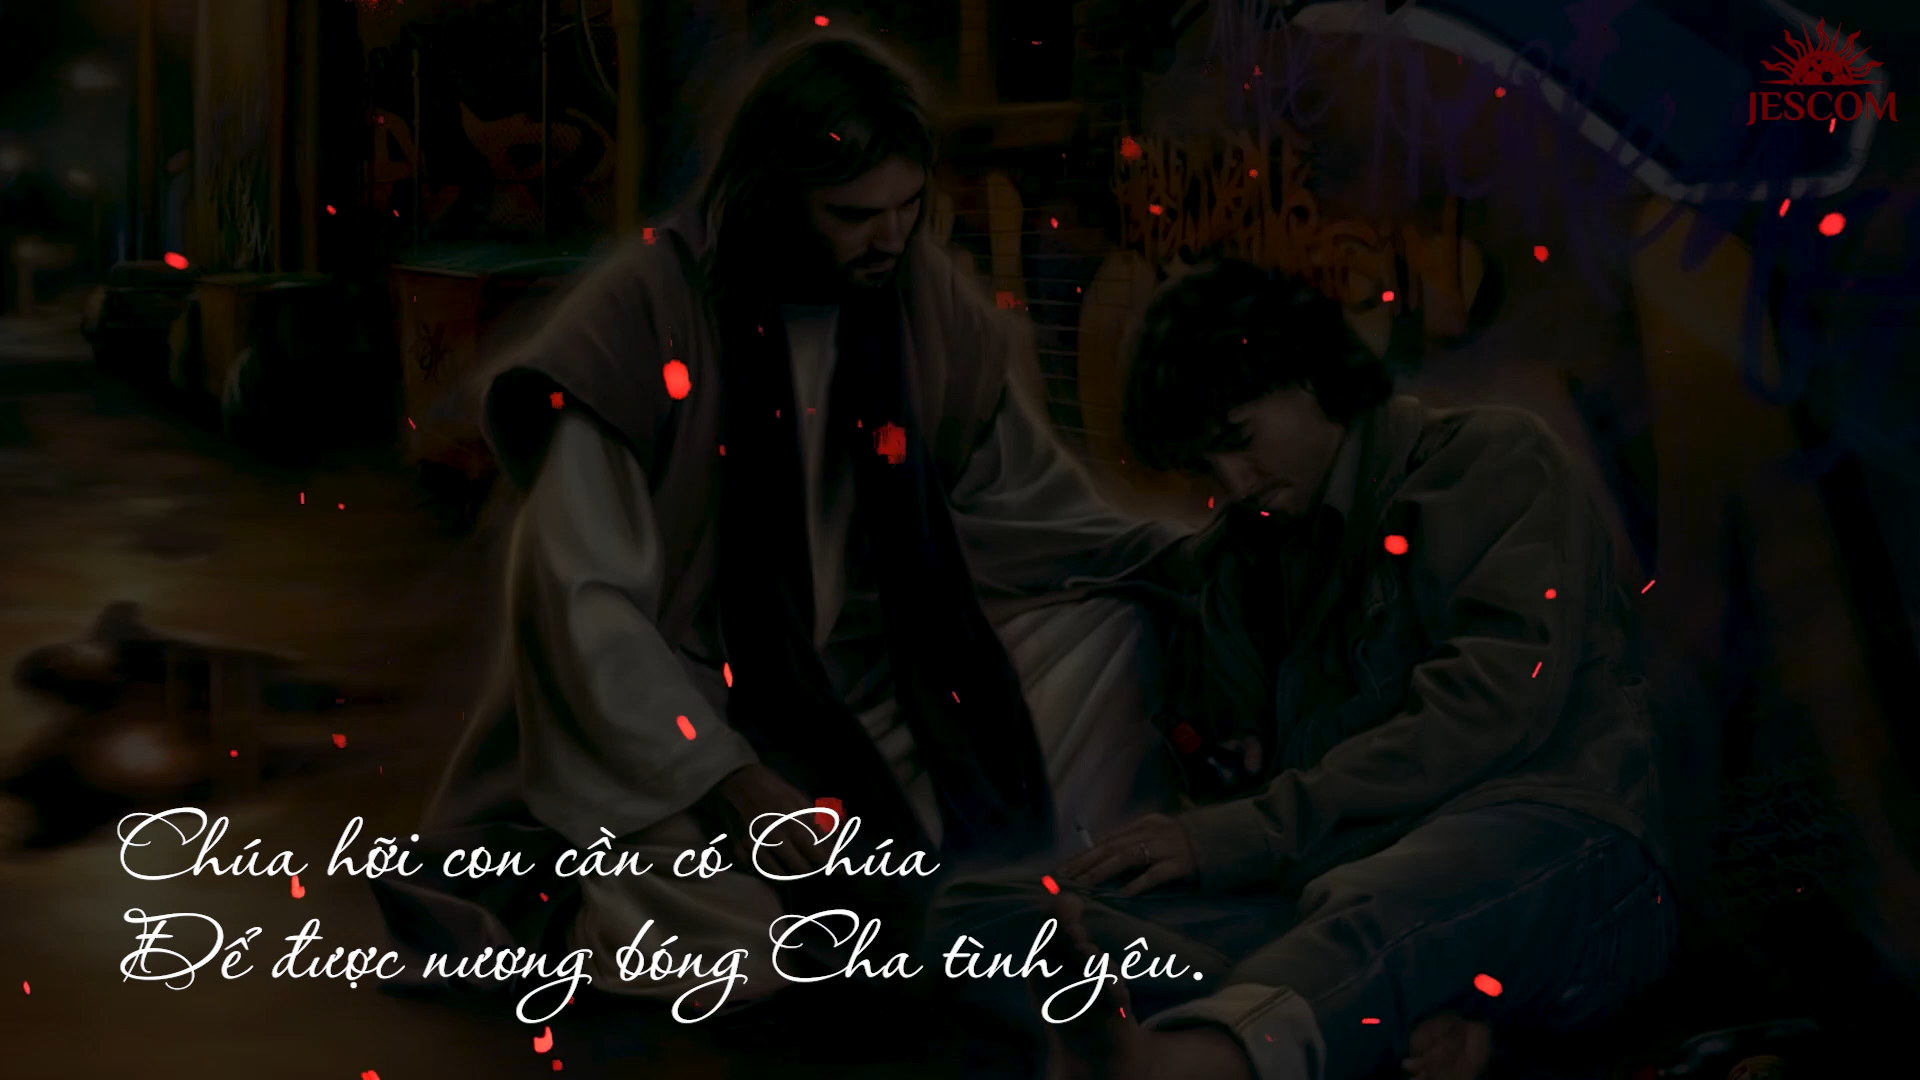 JESCOM
Chúa hỡi con cần có Chúa
Để được nương bóng Cha tình yêu.